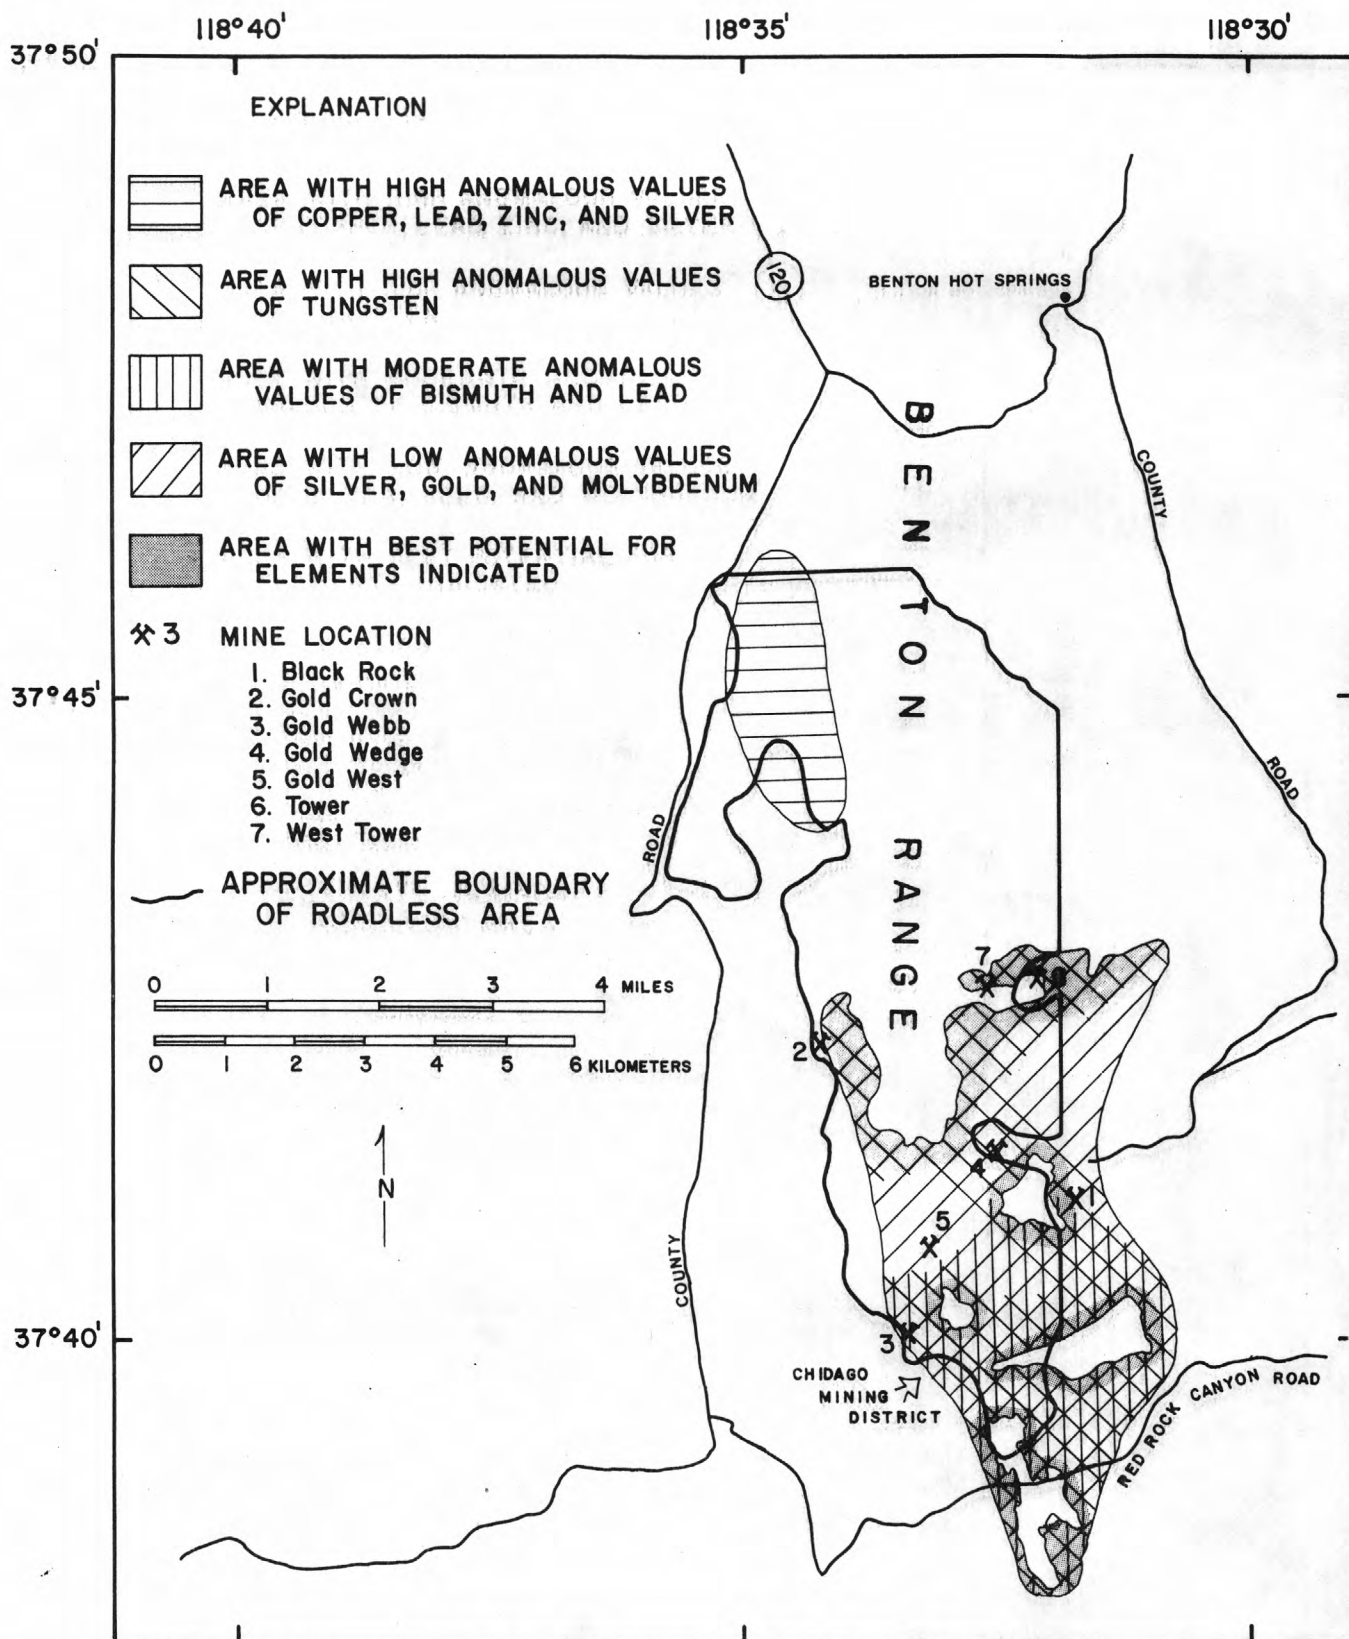 118°40' 118°35' 118°30'
37°50'
EXPLANATION
AREA WITH HIGH ANOMALOUS VALUES
OF COPPER, LEAD, ZINC, AND SILVER
AREA WITH HIGH ANOMALOUS VALUES
OF TUNGSTEN
AREA WITH MODERATE ANOMALOUS
VALUES OF BISMUTH AND LEAD
AREA WITH LOW ANOMALOUS VALUES
OF SILVER, GOLD, AND MOLYBDENUM
AREA WITH BEST POTENTIAL FOR
ELEMENTS INDICATED
3 MINE LOCATION
1. Black Rock
2. Gold Crown
3. Gold Webb
4. Gold Wedge
5. Gold West
6. Tower
7. West Tower
APPROXIMATE BOUNDARY
OF ROADLESS AREA
0 1 2 3 4 MILES
0 1 2 3 4 5 6 KILOMETERS
N
37°45'
37°40'
120
BENTON HOT SPRINGS
BENTON RANGE
COUNTY
ROAD
ROAD
COUNTY
7
6
2
4
1
5
3
CHIDAGO
MINING
DISTRICT
RED ROCK CANYON ROAD